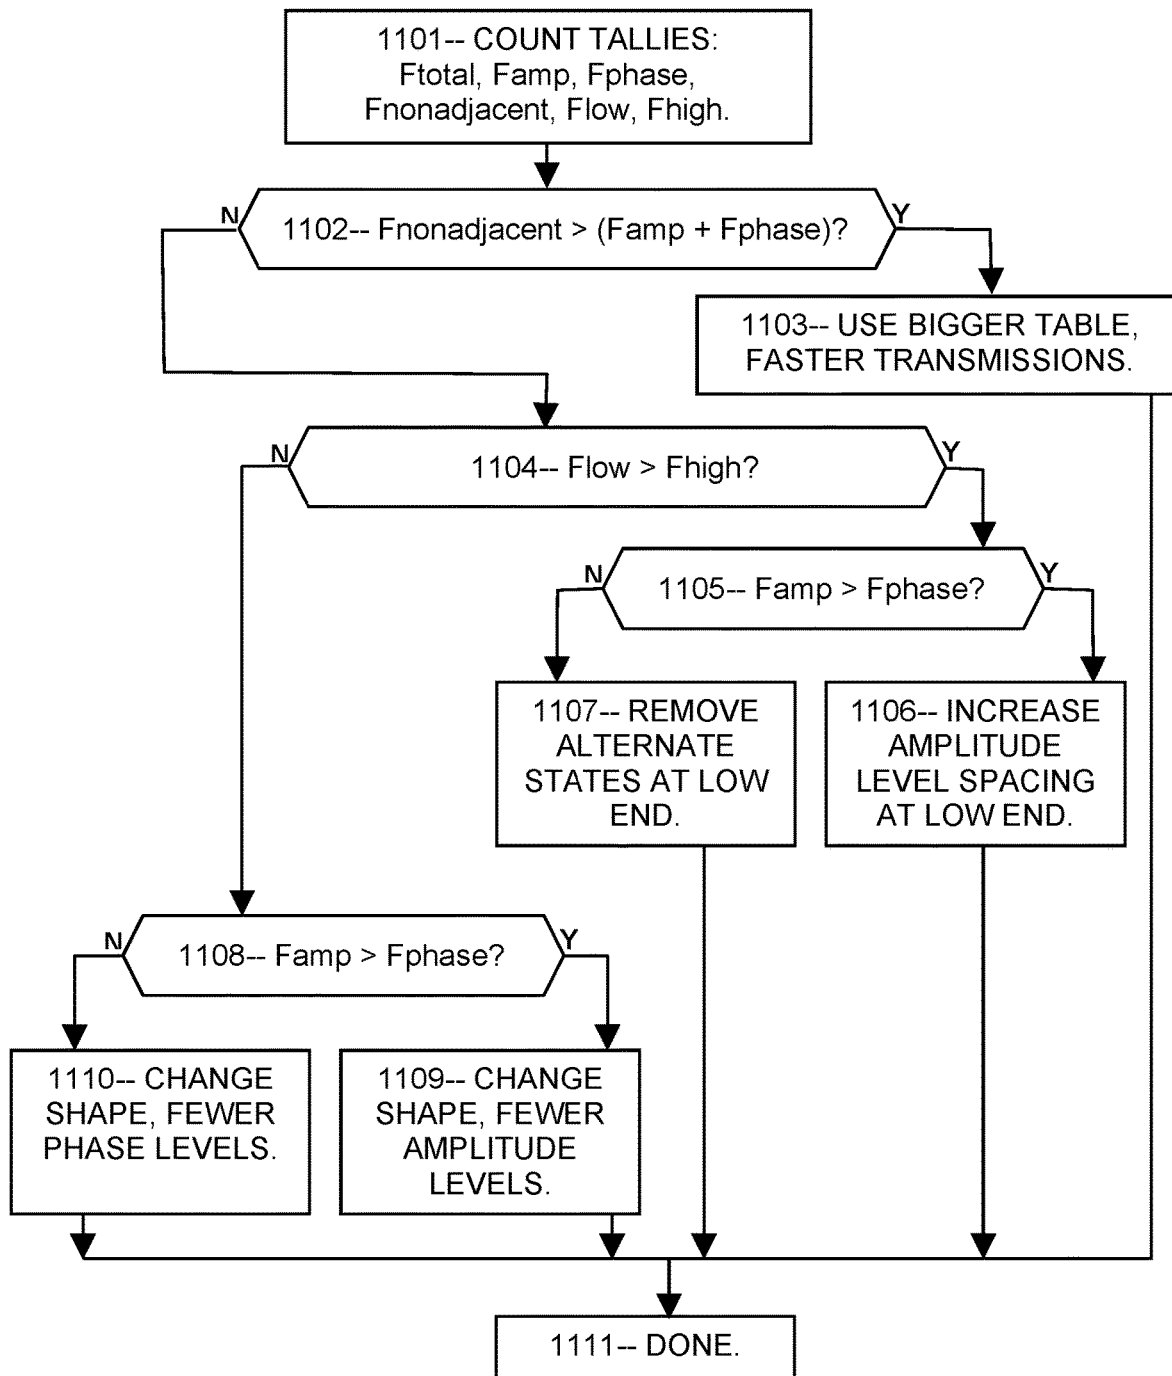 1101-- COUNT TALLIES:
Ftotal, Famp, Fphase,
Fnonadjacent, Flow, Fhigh.
N
1102-- Fnonadjacent > (Famp + Fphase)?
Y
1103-- USE BIGGER TABLE,
FASTER TRANSMISSIONS.
N
1104-- Flow > Fhigh?
Y
N
1105-- Famp > Fphase?
Y
1107-- REMOVE
ALTERNATE
STATES AT LOW
END.
1106-- INCREASE
AMPLITUDE
LEVEL SPACING
AT LOW END.
N
1108-- Famp > Fphase?
Y
1110-- CHANGE
SHAPE, FEWER
PHASE LEVELS.
1109-- CHANGE
SHAPE, FEWER
AMPLITUDE
LEVELS.
1111-- DONE.